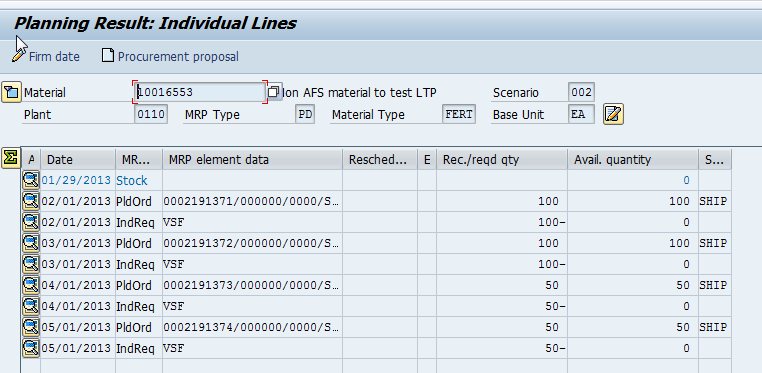 Planning Result: Individual Lines
Firm date Procurement proposal
Material 10016553 Non AFS material to test LTP Scenario 002
Plant 0110 MRP Type PD Material Type FERT Base Unit EA
A Date MR... MRP element data Resched... E Rec./reqd qty Avail. quantity S...
01/29/2013 Stock 0
02/01/2013 PldOrd 0002191371/000000/0000/S... 100 100 SHIP
02/01/2013 IndReq VSF 100- 0
03/01/2013 PldOrd 0002191372/000000/0000/S... 100 100 SHIP
03/01/2013 IndReq VSF 100- 0
04/01/2013 PldOrd 0002191373/000000/0000/S... 50 50 SHIP
04/01/2013 IndReq VSF 50- 0
05/01/2013 PldOrd 0002191374/000000/0000/S... 50 50 SHIP
05/01/2013 IndReq VSF 50- 0